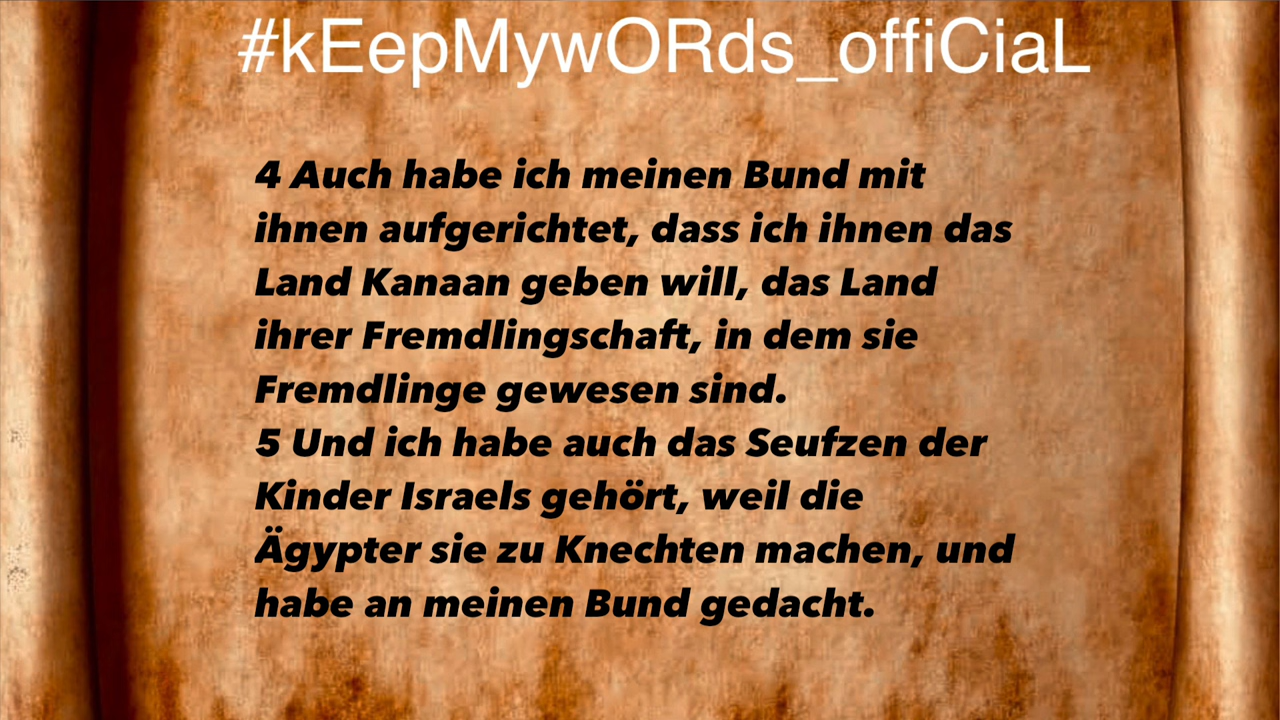 #kEepMywORds_offiCiaL
4 Auch habe ich meinen Bund mit
ihnen aufgerichtet, dass ich ihnen das
Land Kanaan geben will, das Land
ihrer Fremdlingschaft, in dem sie
Fremdlinge gewesen sind.
5 Und ich habe auch das Seufzen der
Kinder Israels gehört, weil die
Ägypter sie zu Knechten machen, und
habe an meinen Bund gedacht.